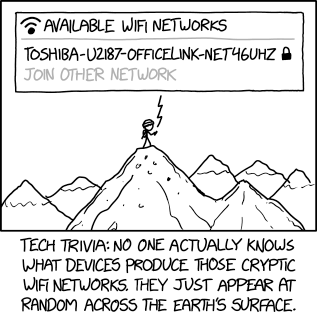 AVAILABLE WIFI NETWORKS
TOSHIBA-U2187-OFFICELINK-NET46UHZ
JOIN OTHER NETWORK
TECH TRIVIA: NO ONE ACTUALLY KNOWS
WHAT DEVICES PRODUCE THOSE CRYPTIC
WIFI NETWORKS. THEY JUST APPEAR AT
RANDOM ACROSS THE EARTH'S SURFACE.